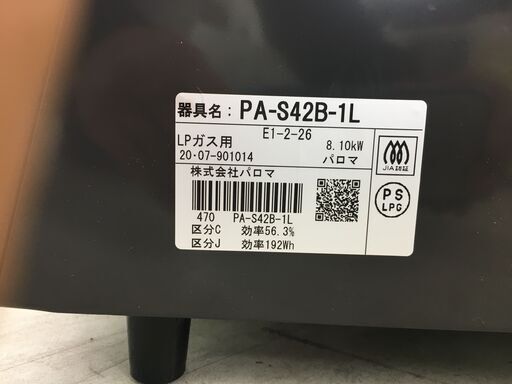 器具名: PA-S42B-1L
E1-2-26
LPガス用 8.10kW
20·07-901014 パロマ
株式会社パロマ
470 PA-S42B-1L
区分C 効率56.3%
区分J 効率192Wh
JIA認証
PS
LPG